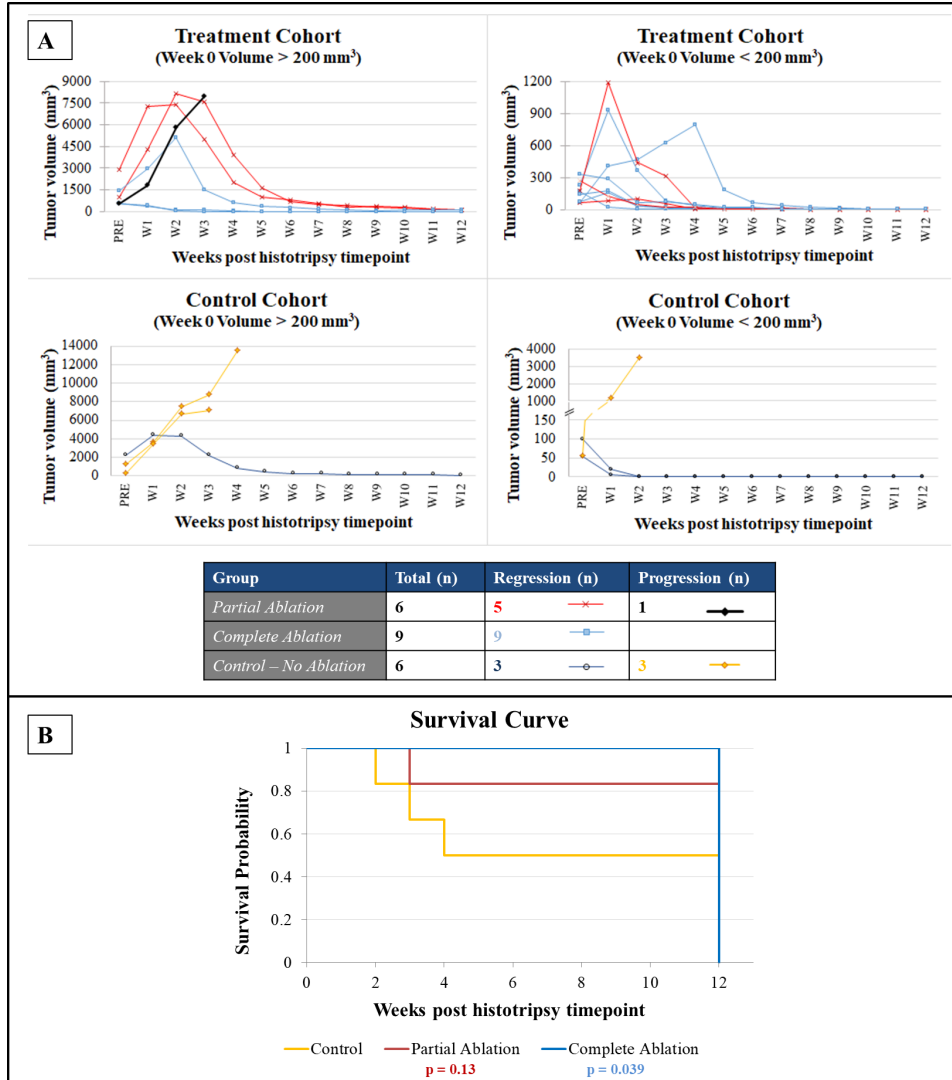 A
Treatment Cohort
(Week 0 Volume > 200 mm³)
Tumor volume (mm³)
9000
7500
6000
4500
3000
1500
0
PRE W1 W2 W3 W4 W5 W6 W7 W8 W9 W10 W11 W12
Weeks post histotripsy timepoint
Treatment Cohort
(Week 0 Volume < 200 mm³)
Tumor volume (mm³)
1200
900
600
300
0
PRE W1 W2 W3 W4 W5 W6 W7 W8 W9 W10 W11 W12
Weeks post histotripsy timepoint
Control Cohort
(Week 0 Volume > 200 mm³)
Tumor volume (mm³)
14000
12000
10000
8000
6000
4000
2000
0
PRE W1 W2 W3 W4 W5 W6 W7 W8 W9 W10 W11 W12
Weeks post histotripsy timepoint
Control Cohort
(Week 0 Volume < 200 mm³)
Tumor volume (mm³)
4000
3000
2000
1000
150
100
50
0
PRE W1 W2 W3 W4 W5 W6 W7 W8 W9 W10 W11 W12
Weeks post histotripsy timepoint
Group Total (n) Regression (n) Progression (n)
Partial Ablation 6 5 1
Complete Ablation 9 9
Control – No Ablation 6 3 3
B
Survival Curve
Survival Probability
1
0.8
0.6
0.4
0.2
0
0 2 4 6 8 10 12
Weeks post histotripsy timepoint
Control Partial Ablation Complete Ablation
p = 0.13 p = 0.039